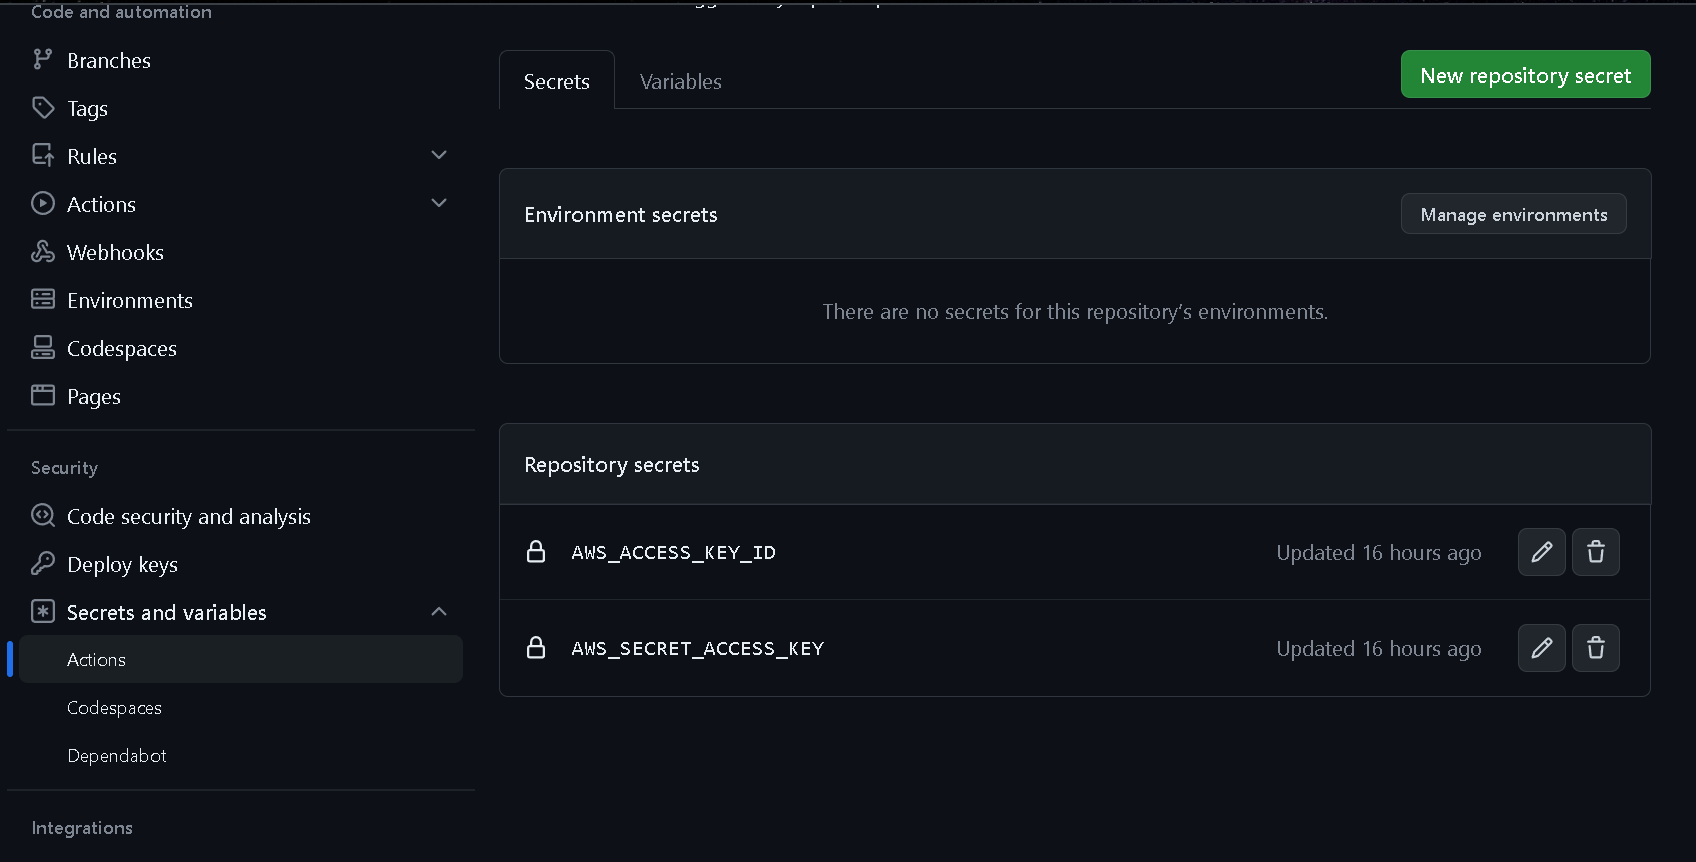 Code and automation
Branches
Tags
Rules
Actions
Webhooks
Environments
Codespaces
Pages
Security
Code security and analysis
Deploy keys
Secrets and variables
Actions
Codespaces
Dependabot
Integrations
Secrets
Variables
New repository secret
Environment secrets
Manage environments
There are no secrets for this repository’s environments.
Repository secrets
AWS_ACCESS_KEY_ID
Updated 16 hours ago
AWS_SECRET_ACCESS_KEY
Updated 16 hours ago